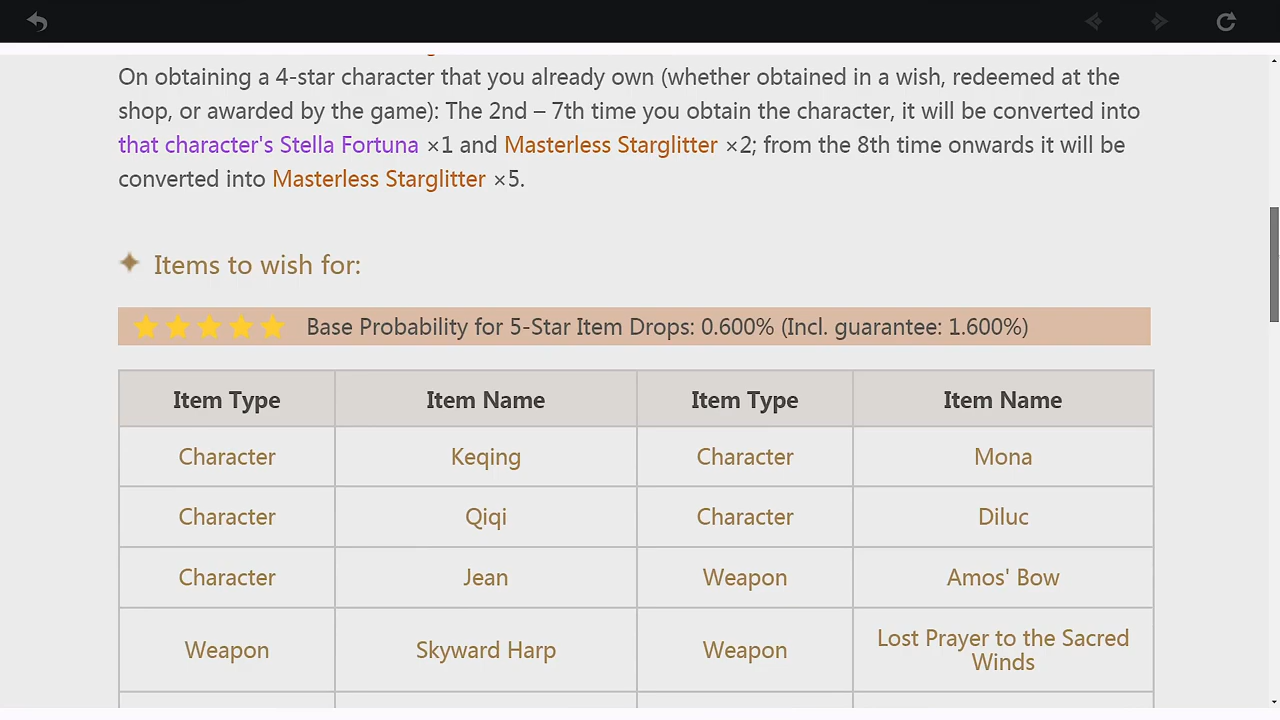 On obtaining a 4-star character that you already own (whether obtained in a wish, redeemed at the
shop, or awarded by the game): The 2nd – 7th time you obtain the character, it will be converted into
that character's Stella Fortuna ×1 and Masterless Starglitter ×2; from the 8th time onwards it will be
converted into Masterless Starglitter ×5.
Items to wish for:
Base Probability for 5-Star Item Drops: 0.600% (Incl. guarantee: 1.600%)
Item Type Item Name Item Type Item Name
Character Keqing Character Mona
Character Qiqi Character Diluc
Character Jean Weapon Amos' Bow
Weapon Skyward Harp Weapon Lost Prayer to the Sacred
Winds